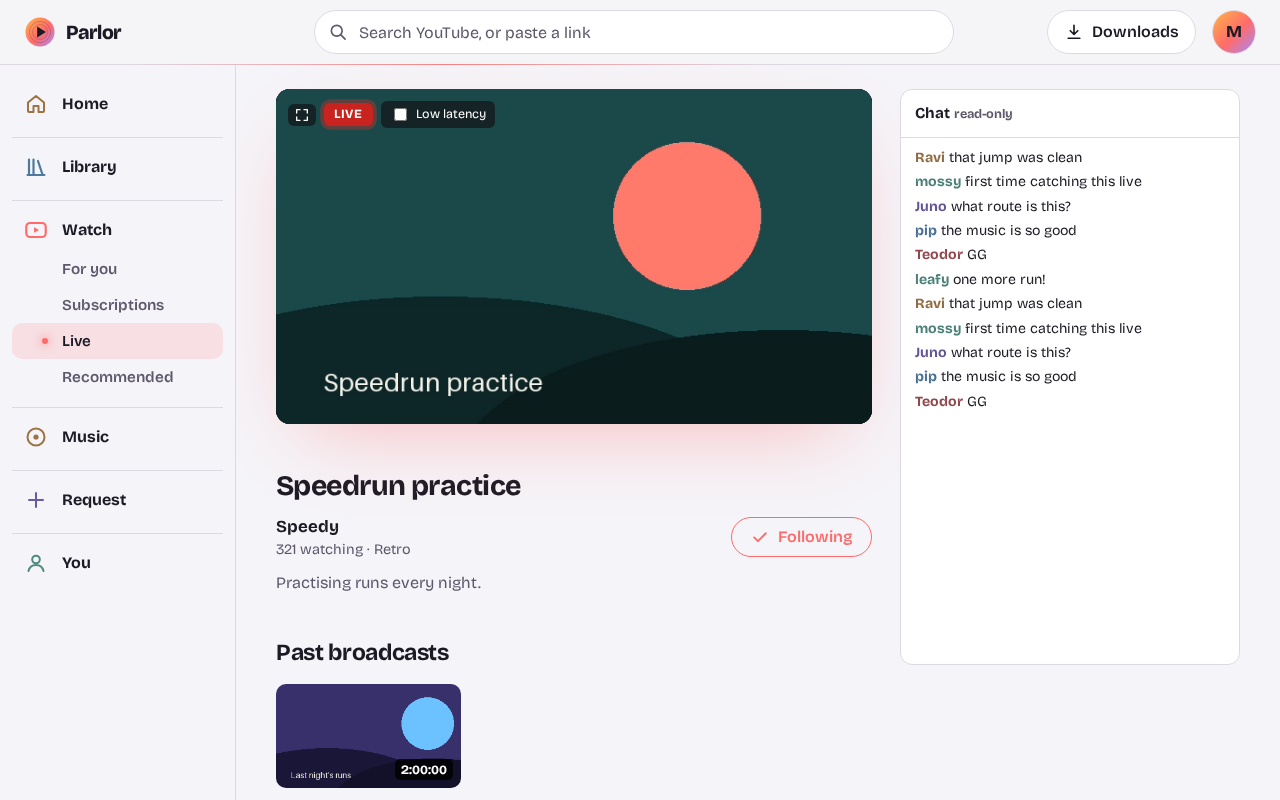 Parlor
Search YouTube, or paste a link
Downloads
M
Home
Library
Watch
For you
Subscriptions
Live
Recommended
Music
Request
You
LIVE
Low latency
Speedrun practice
Speedrun practice
Speedy
321 watching · Retro
Following
Practising runs every night.
Past broadcasts
Last night's runs
2:00:00
Chat read-only
Ravi that jump was clean
mossy first time catching this live
Juno what route is this?
pip the music is so good
Teodor GG
leafy one more run!
Ravi that jump was clean
mossy first time catching this live
Juno what route is this?
pip the music is so good
Teodor GG